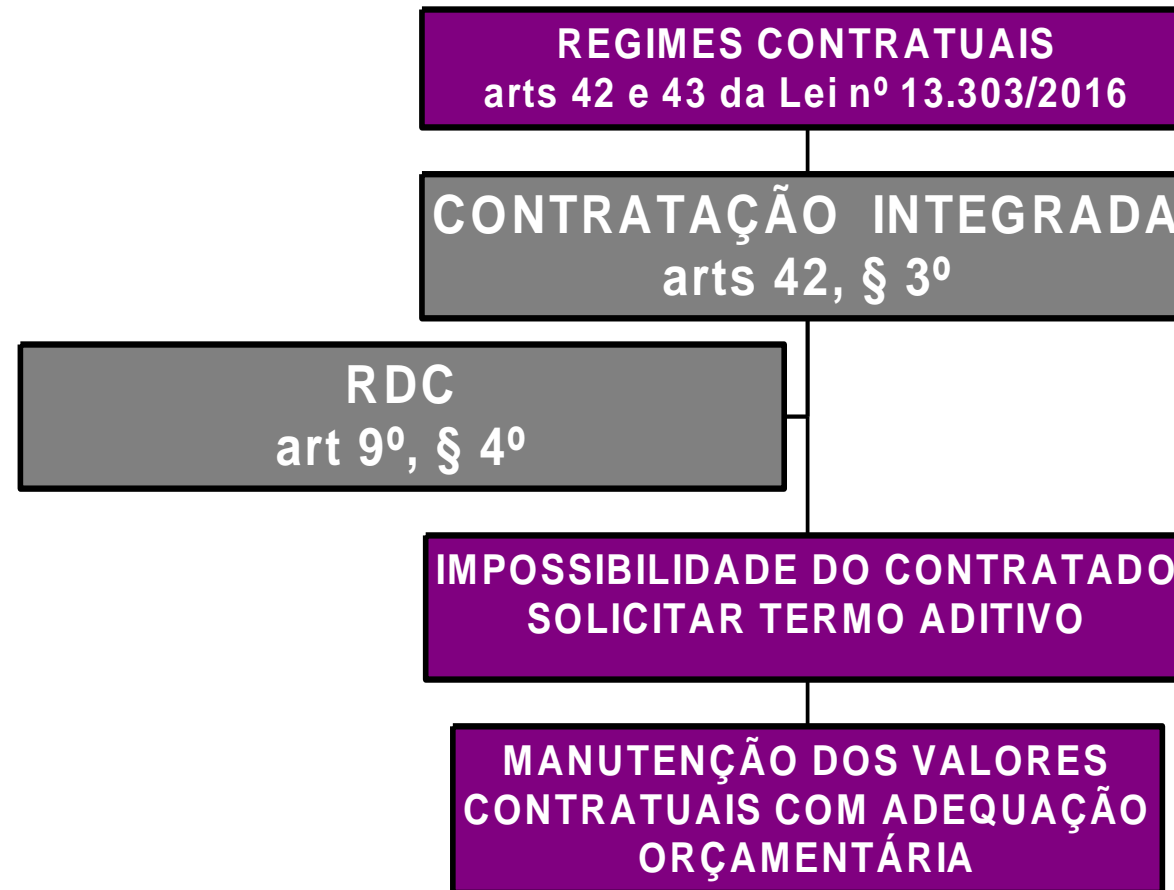 REGIMES CONTRATUAIS
arts 42 e 43 da Lei nº 13.303/2016
CONTRATAÇÃO INTEGRADA
arts 42, § 3º
RDC
art 9º, § 4º
IMPOSSIBILIDADE DO CONTRATADO
SOLICITAR TERMO ADITIVO
MANUTENÇÃO DOS VALORES
CONTRATUAIS COM ADEQUAÇÃO
ORÇAMENTÁRIA